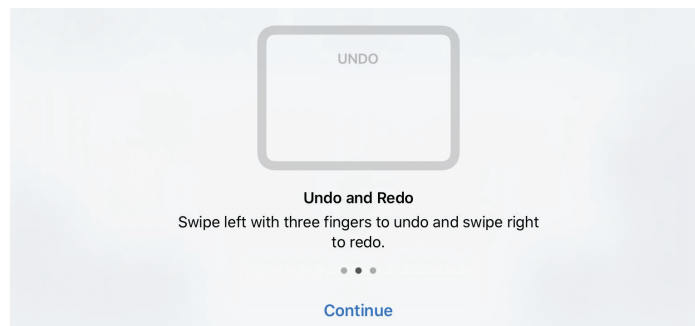 UNDO
Undo and Redo
Swipe left with three fingers to undo and swipe right
to redo.
Continue